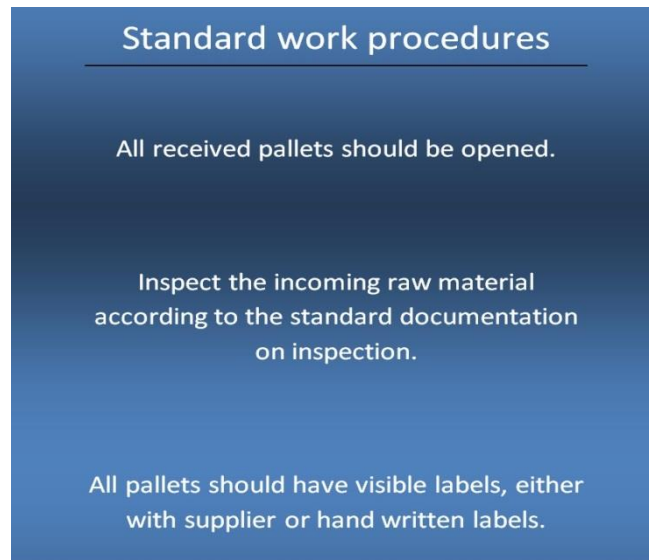 Standard work procedures
All received pallets should be opened.
Inspect the incoming raw material
according to the standard documentation
on inspection.
All pallets should have visible labels, either
with supplier or hand written labels.